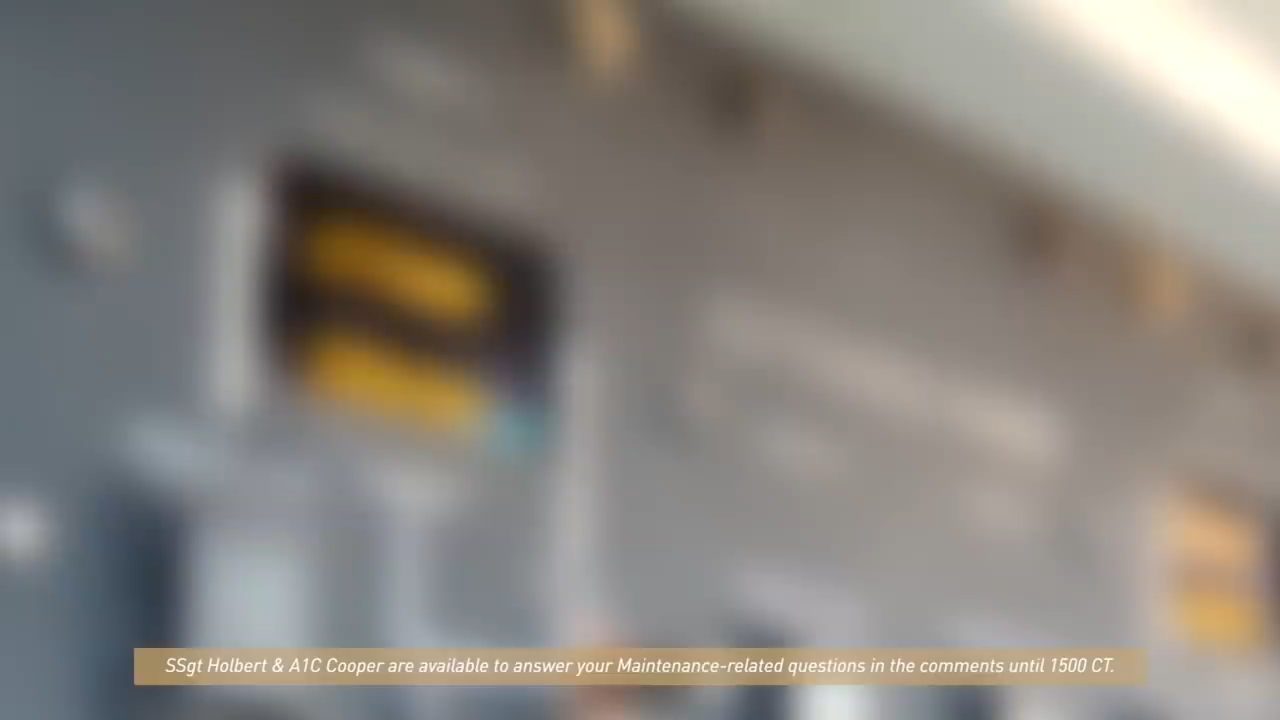 SSgt Holbert & A1C Cooper are available to answer your Maintenance-related questions in the comments until 1500 CT.